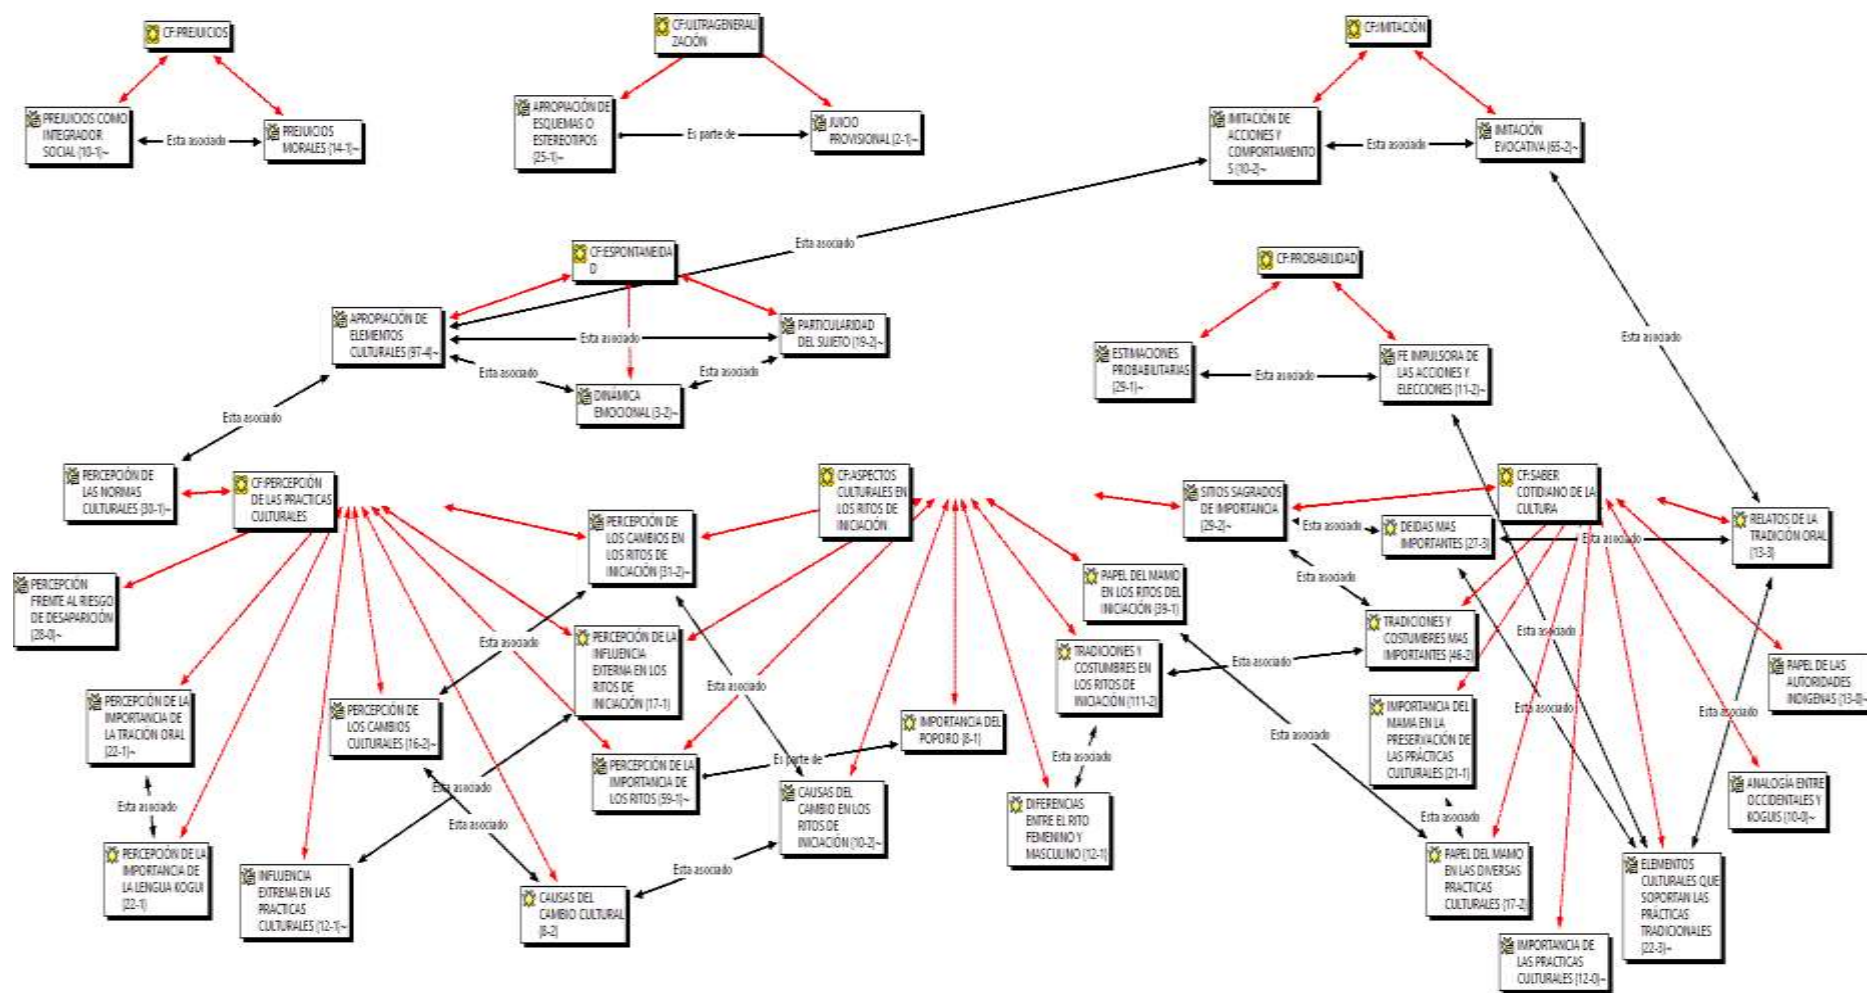 CF:PREJUICIOS
CF:ULTRAGENERALI
ZACIÓN
CF:IMITACIÓN
PREJUICIOS COMO
INTEGRADOR
SOCIAL {10-1}~
Esta asociado
PREJUICIOS
MORALES {14-1}~
APROPIACIÓN DE
ESQUEMAS O
ESTEREOTIPOS
{25-1}~
Es parte de
JUICIO
PROVISIONAL {2-1}~
IMITACIÓN DE
ACCIONES Y
COMPORTAMIENTO
S {10-2}~
Esta asociado
IMITACIÓN
EVOCATIVA {65-2}~
Esta asociado
CF:ESPONTANEIDA
D
CF:PROBABILIDAD
APROPIACIÓN DE
ELEMENTOS
CULTURALES {97-4}~
Esta asociado
PARTICULARIDAD
DEL SUJETO {19-2}~
Esta asociado
Esta asociado
DINÁMICA
EMOCIONAL {3-2}~
ESTIMACIONES
PROBABILITARIAS
{29-1}~
Esta asociado
FE IMPULSORA DE
LAS ACCIONES Y
ELECCIONES {11-2}~
Esta asociado
Esta asociado
PERCEPCIÓN DE
LAS NORMAS
CULTURALES {30-1}~
CF:PERCEPCIÓN
DE LAS PRACTICAS
CULTURALES
PERCEPCIÓN DE
LOS CAMBIOS EN
LOS RITOS DE
INICIACIÓN {31-2}~
CF:ASPECTOS
CULTURALES EN
LOS RITOS DE
INICIACIÓN
SITIOS SAGRADOS
DE IMPORTANCIA
{29-2}~
Esta asociado
DEIDAS MAS
IMPORTANTES {27-3}
CF:SABER
COTIDIANO DE LA
CULTURA
Esta asociado
RELATOS DE LA
TRADICIÓN ORAL
{13-3}
PERCEPCIÓN
FRENTE AL RIESGO
DE DESAPARICIÓN
{28-0}~
PAPEL DEL MAMO
EN LOS RITOS DEL
INICIACIÓN {39-1}
Esta asociado
Esta asociado
PERCEPCIÓN DE LA
INFLUENCIA
EXTERNA EN LOS
RITOS DE
INICIACIÓN {17-1}
TRADICIONES Y
COSTUMBRES EN
LOS RITOS DE
INICIACIÓN {111-2}
Esta asociado
TRADICIONES Y
COSTUMBRES MAS
IMPORTANTES {46-2}
Esta asociado
PAPEL DE LAS
AUTORIDADES
INDIGENAS {13-0}~
PERCEPCIÓN DE LA
IMPORTANCIA DE
LA TRACIÓN ORAL
{22-1}~
PERCEPCIÓN DE
LOS CAMBIOS
CULTURALES {16-2}~
Esta asociado
IMPORTANCIA DEL
POPORO {8-1}
IMPORTANCIA DEL
MAMA EN LA
PRESERVACIÓN DE
LAS PRÁCTICAS
CULTURALES {21-1}
Esta asociado
Esta asociado
Esta asociado
PERCEPCIÓN DE LA
IMPORTANCIA DE
LOS RITOS {59-1}~
Es parte de
Esta asociado
ANALOGÍA ENTRE
OCCIDENTALES Y
KOGUIS {10-0}~
Esta asociado
Esta asociado
Esta asociado
CAUSAS DEL
CAMBIO EN LOS
RITOS DE
INICIACIÓN {10-2}~
DIFERENCIAS
ENTRE EL RITO
FEMENINO Y
MASCULINO {12-1}
Esta asociado
PERCEPCIÓN DE LA
IMPORTANCIA DE
LA LENGUA KOGUI
{22-1}
INFLUENCIA
EXTRENA EN LAS
PRACTICAS
CULTURALES {12-1}~
CAUSAS DEL
CAMBIO CULTURAL
{8-2}
Esta asociado
PAPEL DEL MAMO
EN LAS DIVERSAS
PRACTICAS
CULTURALES {17-2}
ELEMENTOS
CULTURALES QUE
SOPORTAN LAS
PRÁCTICAS
TRADICIONALES
{22-3}~
IMPORTANCIA DE
LAS PRACTICAS
CULTURALES {12-0}~